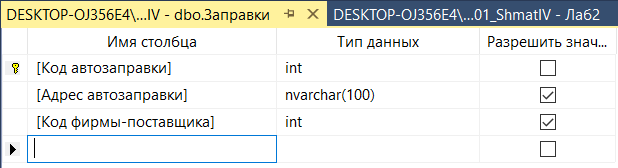 DESKTOP-OJ356E4\...IV - dbo.Заправки DESKTOP-OJ356E4\...01_ShmatIV - Ла62
Имя столбца Тип данных Разрешить знач...
[Код автозаправки] int
[Адрес автозаправки] nvarchar(100)
[Код фирмы-поставщика] int